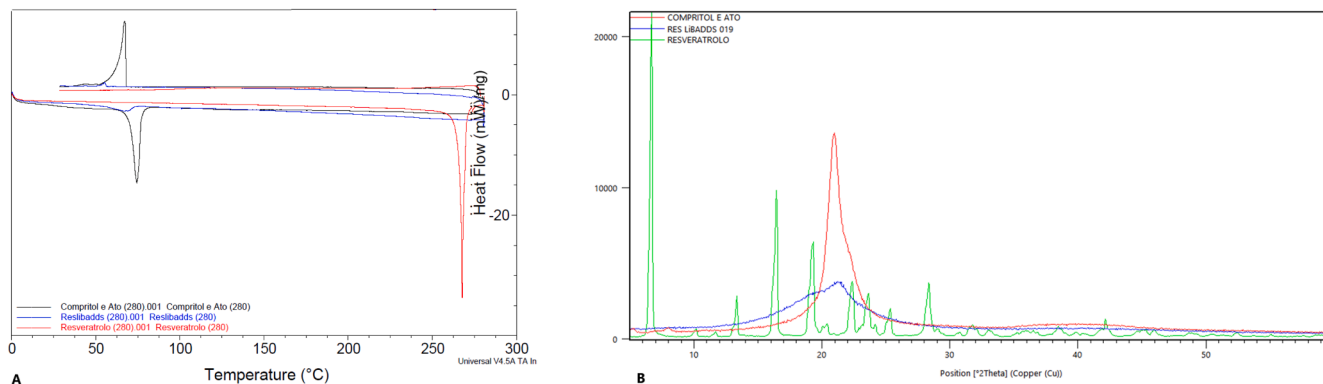 Heat Flow (mW/mg)
0
-20
Compritol e Ato (280).001 Compritol e Ato (280)
Reslibadds (280).001 Reslibadds (280)
Resveratrolo (280).001 Resveratrolo (280)
0 50 100 150 200 250 300
Universal V4.5A TA In
Temperature (°C)
A
COMPRITOL E ATO
RES LiBADDS 019
RESVERATROLO
20000
10000
0
10 20 30 40 50
Position [°2Theta] (Copper (Cu))
B